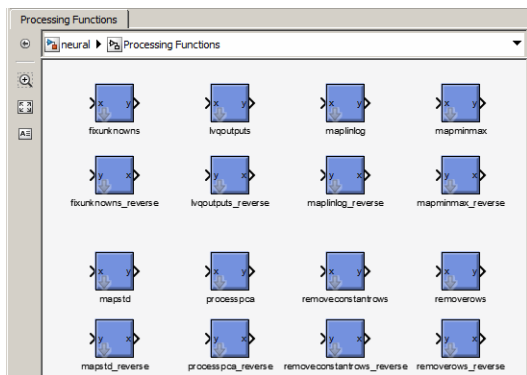 Processing Functions
neural Processing Functions
x y x y x y x y
fixunknowns lvqoutputs maplinlog mapminmax
y x y x y x y x
fixunknowns_reverse lvqoutputs_reverse maplinlog_reverse mapminmax_reverse
x y x y x y x y
mapstd processpca removeconstantrows removerows
y x y x y x y x
mapstd_reverse processpca_reverse removeconstantrows_reverse removerows_reverse